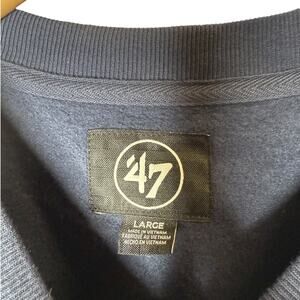 '47
LARGE
MADE IN VIETNAM
FABRIQUÉ AU VIETNAM
HECHO EN VIETNAM